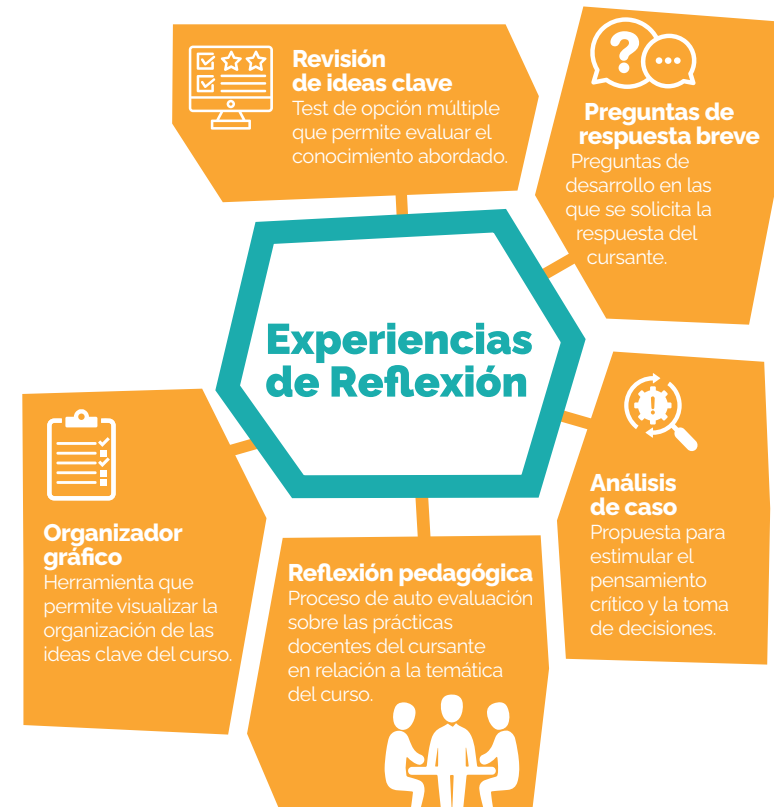 Revisión
de ideas clave
Test de opción múltiple
que permite evaluar el
conocimiento abordado.
Preguntas de
respuesta breve
Preguntas de
desarrollo en las
que se solicita la
respuesta del
cursante.
Experiencias
de Reflexión
Análisis
de caso
Propuesta para
estimular el
pensamiento
crítico y la toma
de decisiones.
Reflexión pedagógica
Proceso de auto evaluación
sobre las prácticas
docentes del cursante
en relación a la temática
del curso.
Organizador
gráfico
Herramienta que
permite visualizar la
organización de las
ideas clave del curso.